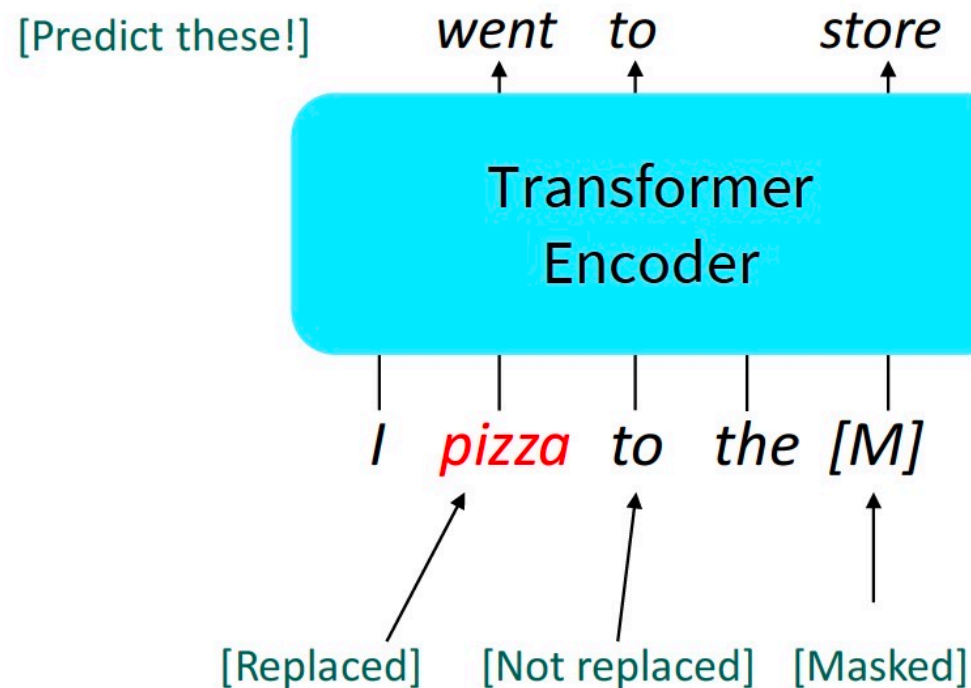 [Predict these!] went to store
Transformer
Encoder
I pizza to the [M]
[Replaced] [Not replaced] [Masked]